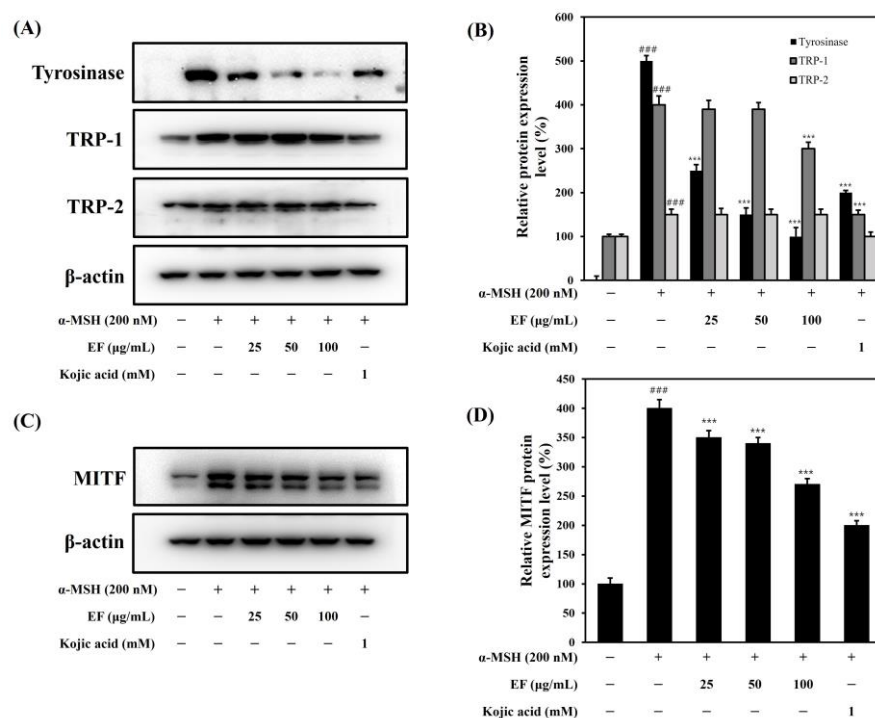 (A)
Tyrosinase
TRP-1
TRP-2
β-actin
α-MSH (200 nM) − + + + + +
EF (μg/mL) − − 25 50 100 −
Kojic acid (mM) − − − − − 1
(B)
Relative protein expression
level (%)
600
500
400
300
200
100
0
Tyrosinase
TRP-1
TRP-2
###
###
###
***
***
***
***
***
***
α-MSH (200 nM) − + + + + +
EF (μg/mL) − − 25 50 100 −
Kojic acid (mM) − − − − − 1
(C)
MITF
β-actin
α-MSH (200 nM) − + + + + +
EF (μg/mL) − − 25 50 100 −
Kojic acid (mM) − − − − − 1
(D)
Relative MITF protein
expression level (%)
450
400
350
300
250
200
150
100
50
0
###
***
***
***
***
α-MSH (200 nM) − + + + + +
EF (μg/mL) − − 25 50 100 −
Kojic acid (mM) − − − − − 1